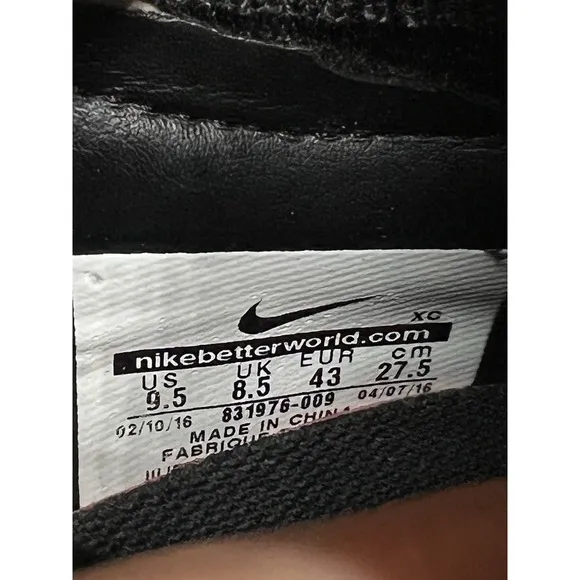 XC
nikebetterworld.com
US UK EUR cm
9.5 8.5 43 27.5
02/10/16 831976-009 04/07/16
MADE IN CHINA